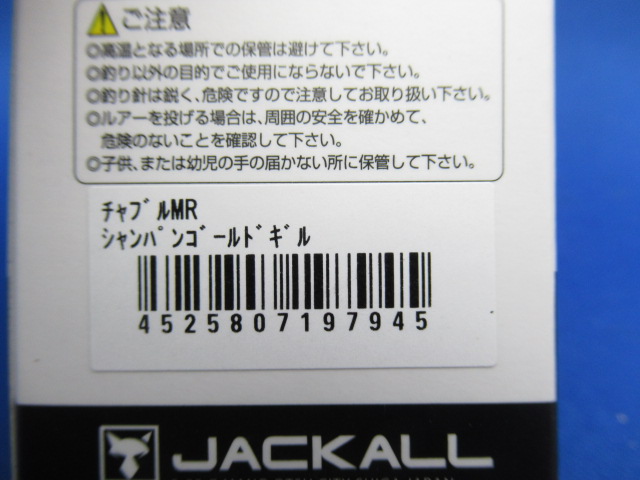 ご注意
◎高温となる場所での保管は避けて下さい。
◎釣り以外の目的でご使用にならないで下さい。
◎釣り針は鋭く、危険ですので注意してお取り扱い下さい。
◎ルアーを投げる場合は、周囲の安全を確かめて、
危険のないことを確認して下さい。
◎子供、または幼児の手の届かない所に保管して下さい。
ﾁｬﾌﾞﾙMR
ｼｬﾝﾊﾟﾝｺﾞｰﾙﾄﾞｷﾞﾙ
4525807197945
JACKALL